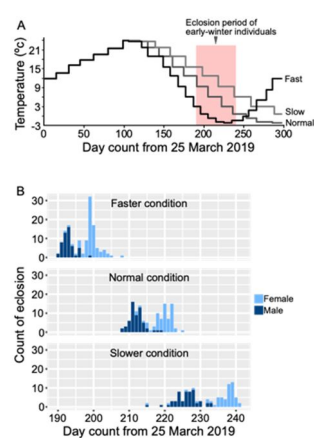 A
Eclosion period of
early-winter individuals
Temperature (ºc)
21
15
9
3
-3
Fast
Slow
Normal
0 50 100 150 200 250 300
Day count from 25 March 2019
B
Count of eclosion
30
20
10
0
Faster condition
30
20
10
0
Normal condition
Female
Male
30
20
10
0
Slower condition
190 200 210 220 230 240
Day count from 25 March 2019